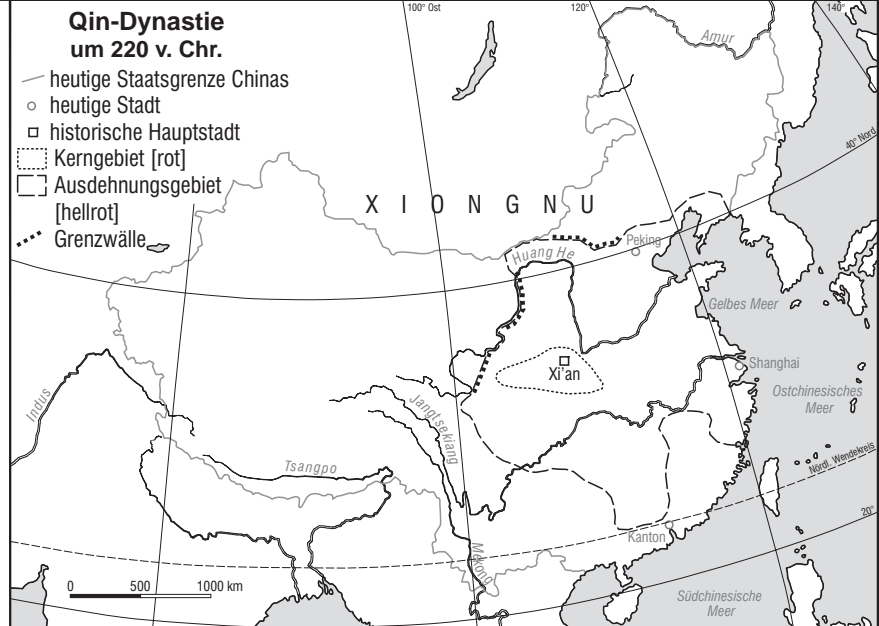 Qin-Dynastie
um 220 v. Chr.
heutige Staatsgrenze Chinas
heutige Stadt
historische Hauptstadt
Kerngebiet [rot]
Ausdehnungsgebiet
[hellrot]
Grenzwälle
100° Ost
120°
140°
Amur
40° Nord
XIONGNU
Peking
Huang He
Gelbes Meer
Xi'an
Shanghai
Ostchinesisches
Meer
Indus
Jangtsekiang
Tsangpo
Nördl. Wendekreis
20°
Kanton
Mekong
0 500 1000 km
Südchinesische
Meer